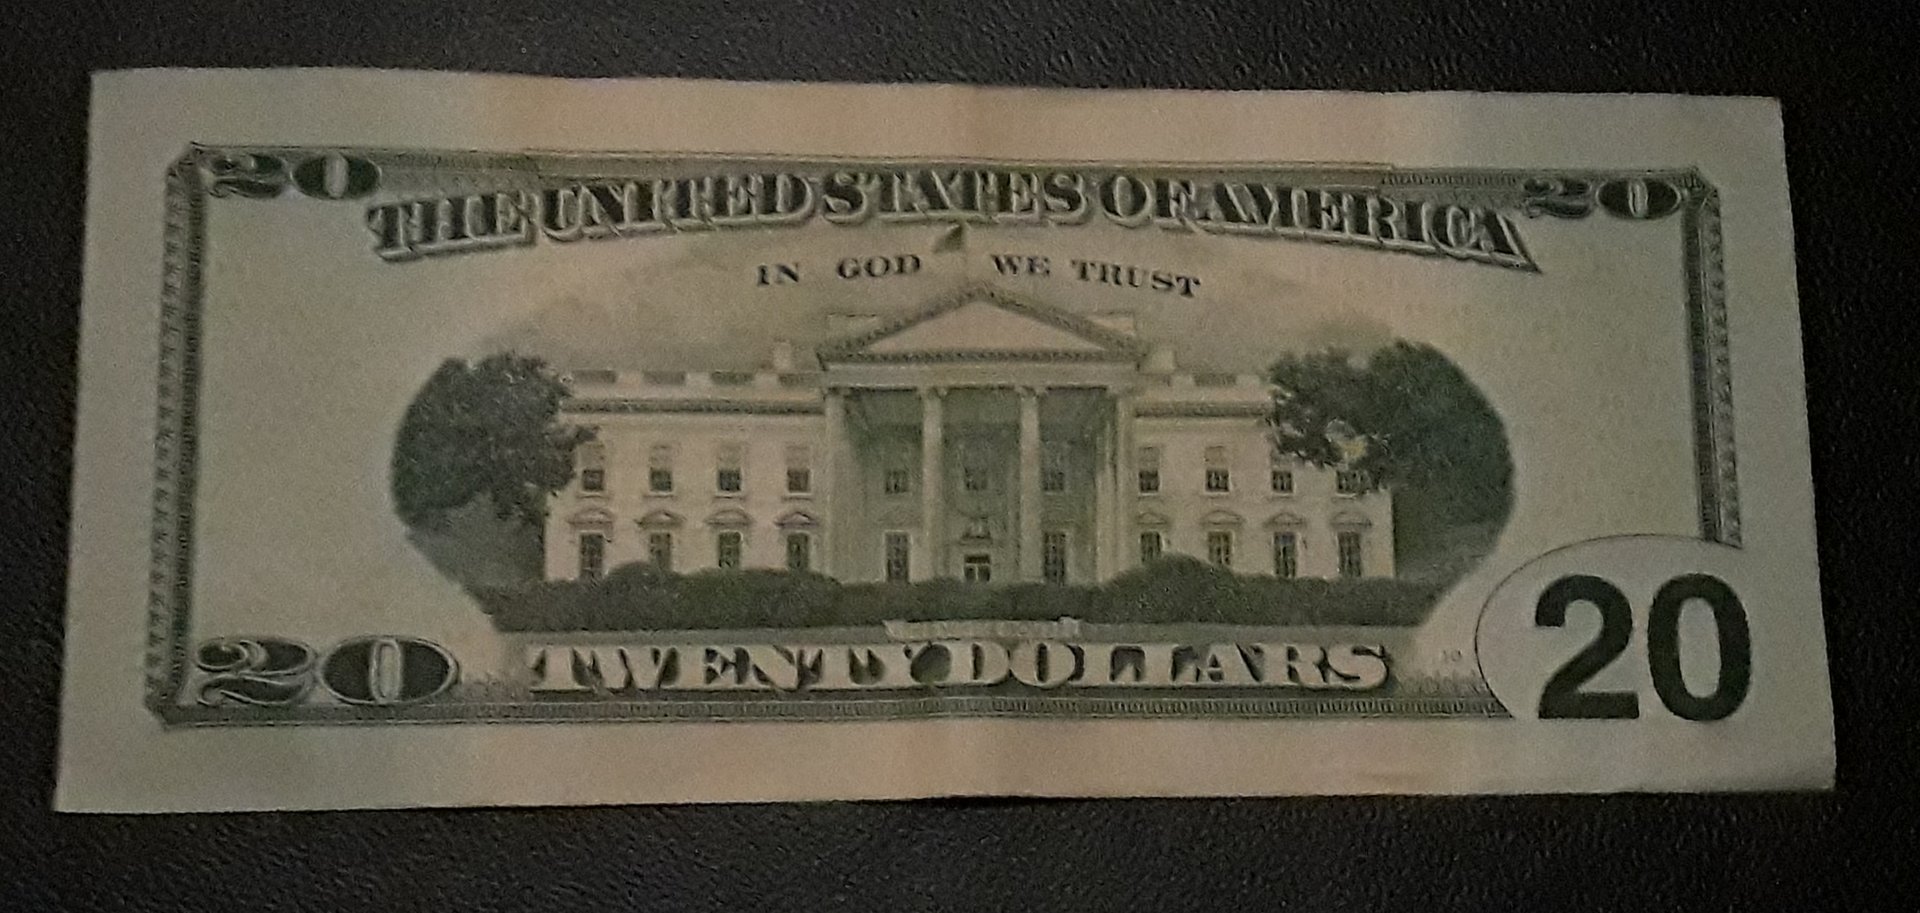 20 THE UNITED STATES OF AMERICA 20
IN GOD WE TRUST
20 TWENTY DOLLARS 20